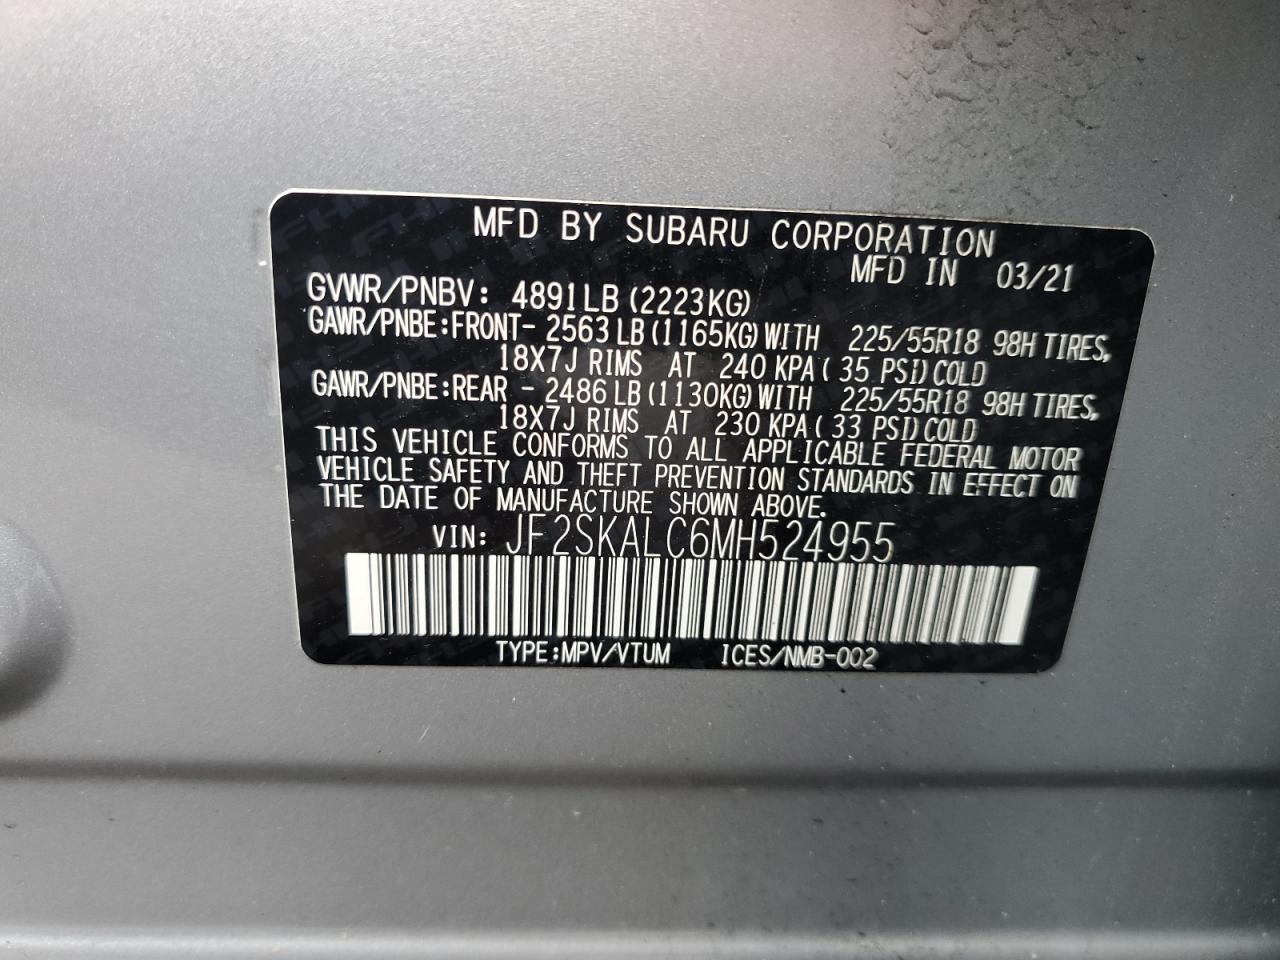 MFD BY SUBARU CORPORATION
MFD IN 03/21
GVWR/PNBV: 4891LB (2223KG)
GAWR/PNBE:FRONT- 2563 LB (1165KG) WITH 225/55R18 98H TIRES,
18X7J RIMS AT 240 KPA ( 35 PSI) COLD
GAWR/PNBE:REAR - 2486 LB (1130KG) WITH 225/55R18 98H TIRES,
18X7J RIMS AT 230 KPA ( 33 PSI) COLD
THIS VEHICLE CONFORMS TO ALL APPLICABLE FEDERAL MOTOR
VEHICLE SAFETY AND THEFT PREVENTION STANDARDS IN EFFECT ON
THE DATE OF MANUFACTURE SHOWN ABOVE.
VIN: JF2SKALC6MH524955
TYPE:MPV/VTUM ICES/NMB-002